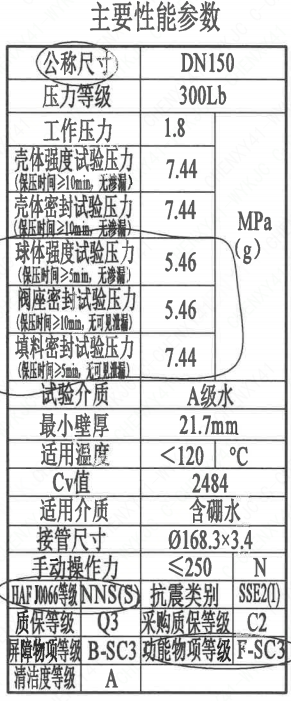 主要性能参数
公称尺寸 DN150
压力等级 300Lb
工作压力 1.8
壳体强度试验压力 7.44
(保压时间≥10min, 无渗漏)
壳体密封试验压力 7.44
(保压时间≥10min, 无渗漏)
MPa
(g)
球体强度试验压力 5.46
(保压时间≥5min, 无渗漏)
阀座密封试验压力 5.46
(保压时间≥10min, 无可见泄漏)
填料密封试验压力 7.44
(保压时间≥5min, 无可见泄漏)
试验介质 A级水
最小壁厚 21.7mm
适用温度 <120 ℃
Cv值 2484
适用介质 含硼水
接管尺寸 Ø168.3×3.4
手动操作力 ≤250 N
HAF J0066等级 NNS(S) 抗震类别 SSE2(I)
质保等级 Q3 采购质保等级 C2
屏障物项等级 B-SC3 功能物项等级 F-SC3
清洁度等级 A